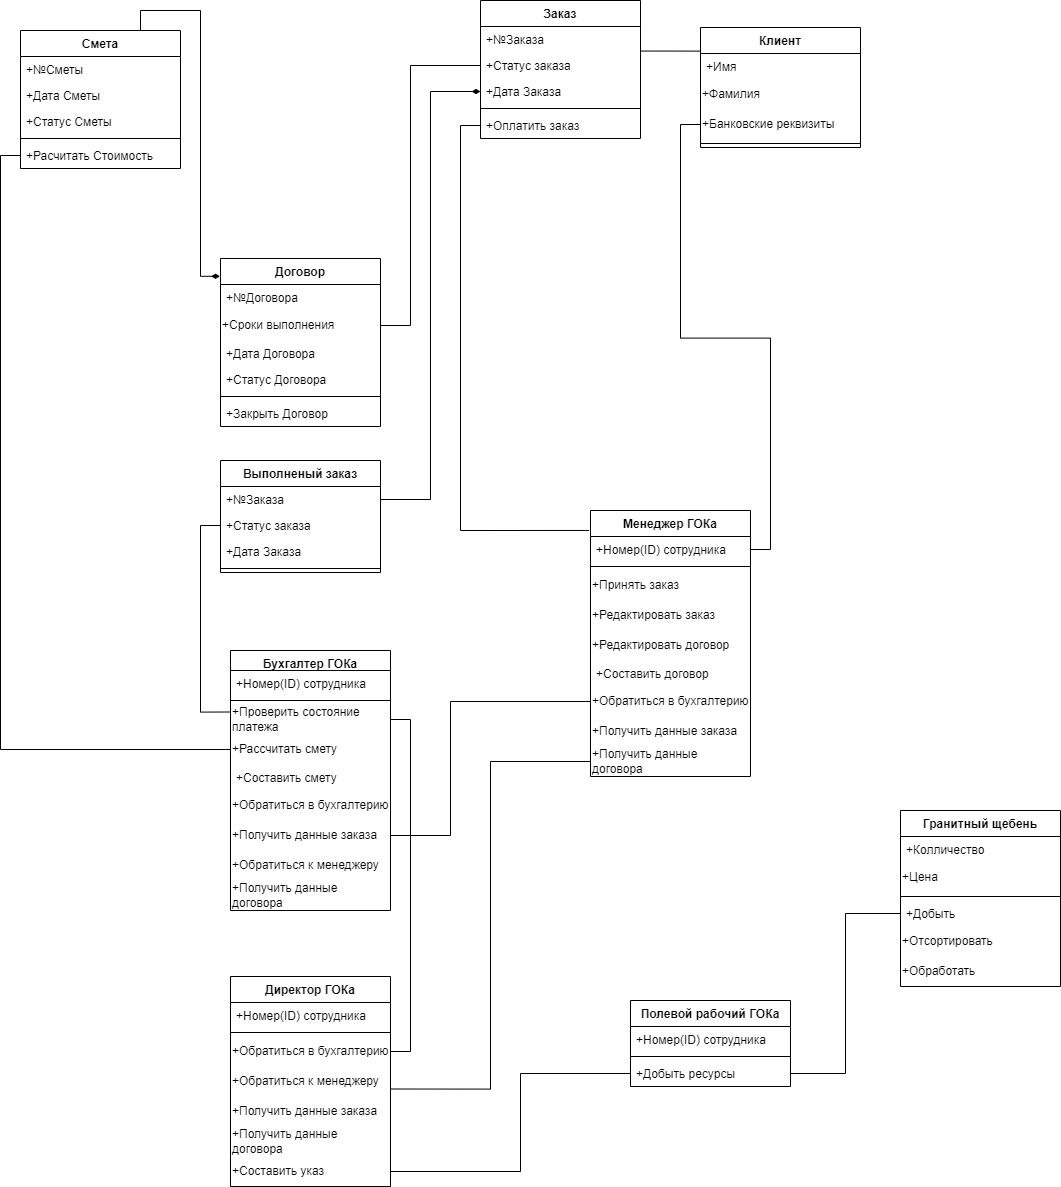 Смета
+№Сметы
+Дата Сметы
+Статус Сметы
+Расчитать Стоимость
Заказ
+№Заказа
+Статус заказа
+Дата Заказа
+Оплатить заказ
Клиент
+Имя
+Фамилия
+Банковские реквизиты
Договор
+№Договора
+Сроки выполнения
+Дата Договора
+Статус Договора
+Закрыть Договор
Выполненый заказ
+№Заказа
+Статус заказа
+Дата Заказа
Менеджер ГОКа
+Номер(ID) сотрудника
+Принять заказ
+Редактировать заказ
+Редактировать договор
+Составить договор
+Обратиться в бухгалтерию
+Получить данные заказа
+Получить данные
договора
Бухгалтер ГОКа
+Номер(ID) сотрудника
+Проверить состояние
платежа
+Рассчитать смету
+Составить смету
+Обратиться в бухгалтерию
+Получить данные заказа
+Обратиться к менеджеру
+Получить данные
договора
Гранитный щебень
+Колличество
+Цена
+Добыть
+Отсортировать
+Обработать
Директор ГОКа
+Номер(ID) сотрудника
+Обратиться в бухгалтерию
+Обратиться к менеджеру
+Получить данные заказа
+Получить данные
договора
+Составить указ
Полевой рабочий ГОКа
+Номер(ID) сотрудника
+Добыть ресурсы